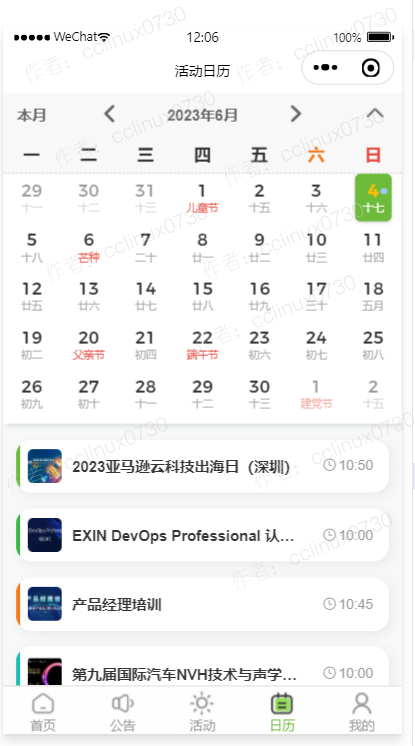 WeChat 12:06 100%
活动日历
本月 2023年6月
一 二 三 四 五 六 日
29 30 31 1 2 3 4
十一 十二 十三 儿童节 十五 十六 十七
5 6 7 8 9 10 11
十八 芒种 二十 廿一 廿二 廿三 廿四
12 13 14 15 16 17 18
廿五 廿六 廿七 廿八 廿九 三十 五月
19 20 21 22 23 24 25
初二 父亲节 初四 端午节 初六 初七 初八
26 27 28 29 30 1 2
初九 初十 十一 十二 十三 建党节 十五
2023亚马逊云科技出海日（深圳） 10:50
EXIN DevOps Professional 认... 10:00
产品经理培训 10:45
第九届国际汽车NVH技术与声学... 10:00
首页 公告 活动 日历 我的
作者：cclinux0730